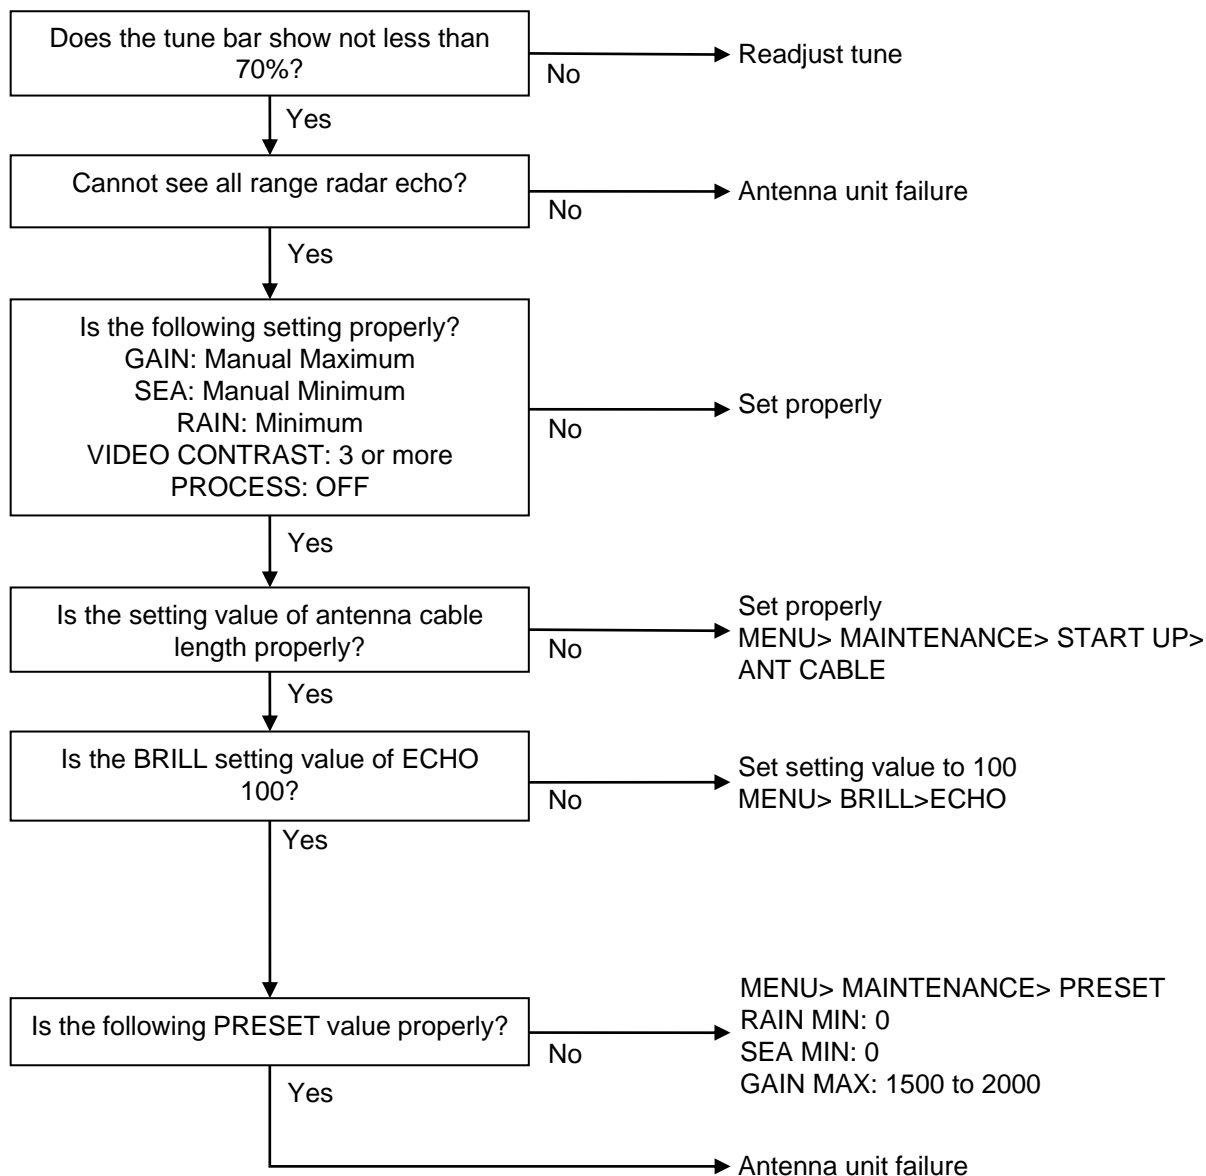 Does the tune bar show not less than
70%?
No
Readjust tune
Yes
Cannot see all range radar echo?
No
Antenna unit failure
Yes
Is the following setting properly?
GAIN: Manual Maximum
SEA: Manual Minimum
RAIN: Minimum
VIDEO CONTRAST: 3 or more
PROCESS: OFF
No
Set properly
Yes
Is the setting value of antenna cable
length properly?
No
Set properly
MENU> MAINTENANCE> START UP>
ANT CABLE
Yes
Is the BRILL setting value of ECHO
100?
No
Set setting value to 100
MENU> BRILL>ECHO
Yes
Is the following PRESET value properly?
No
MENU> MAINTENANCE> PRESET
RAIN MIN: 0
SEA MIN: 0
GAIN MAX: 1500 to 2000
Yes
Antenna unit failure